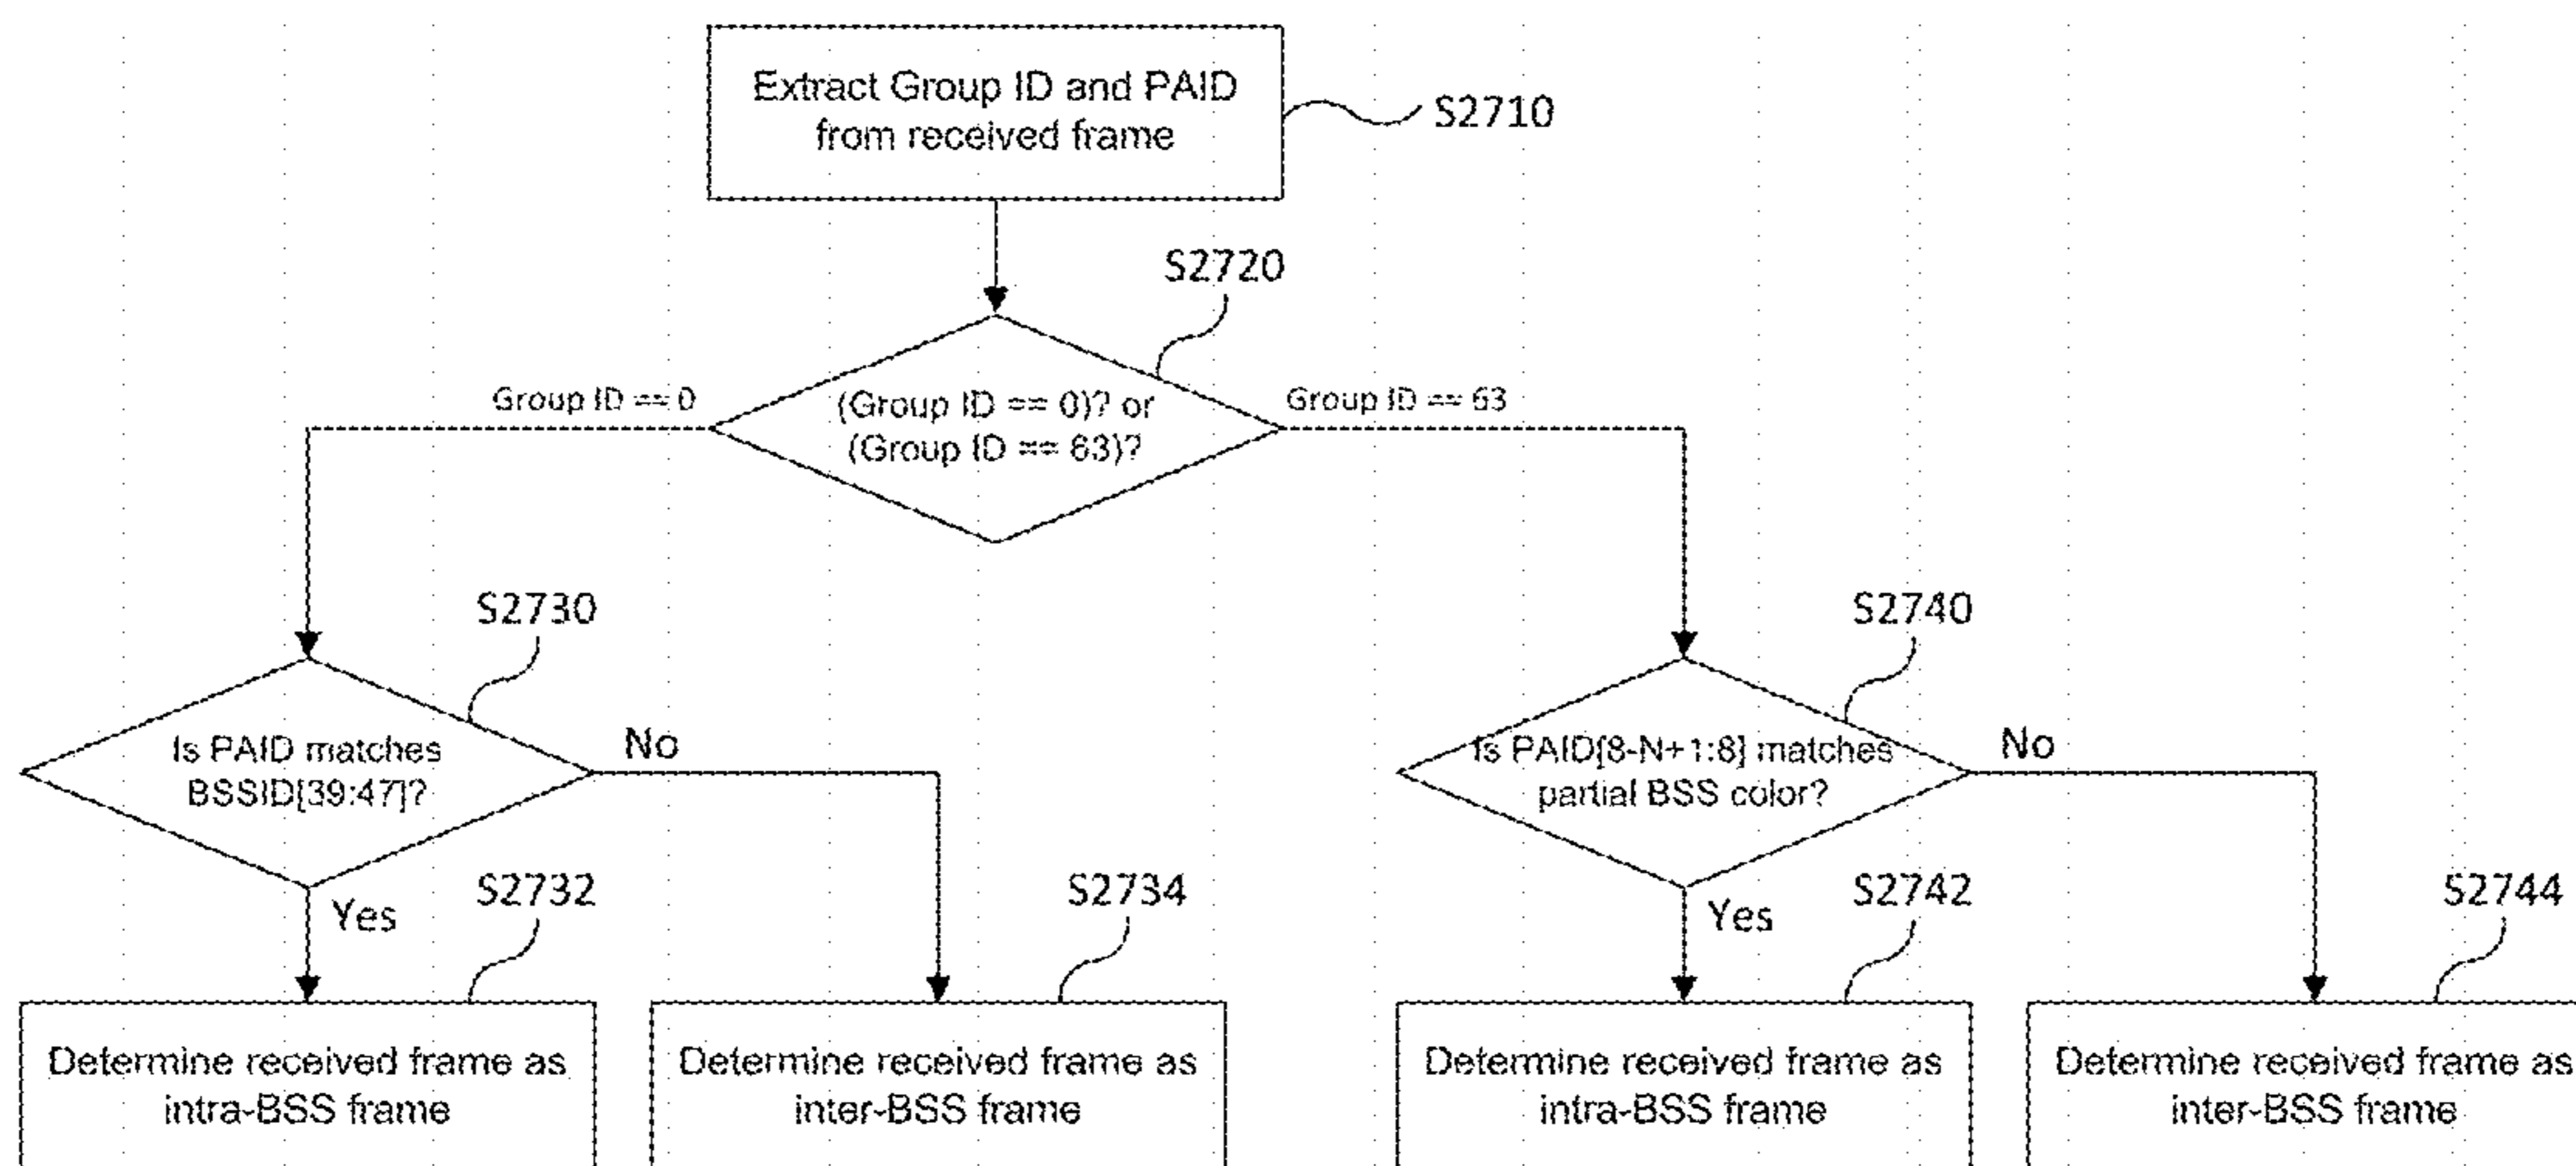 Extract Group ID and PAID
from received frame
S2710
S2720
Group ID == 0
(Group ID == 0)? or
(Group ID == 63)?
Group ID == 63
S2730
S2740
Is PAID matches
BSSID[39:47]?
No
Is PAID[8-N+1:8] matches
partial BSS color?
No
Yes
S2732
S2734
Yes
S2742
S2744
Determine received frame as
intra-BSS frame
Determine received frame as
inter-BSS frame
Determine received frame as
intra-BSS frame
Determine received frame as
inter-BSS frame